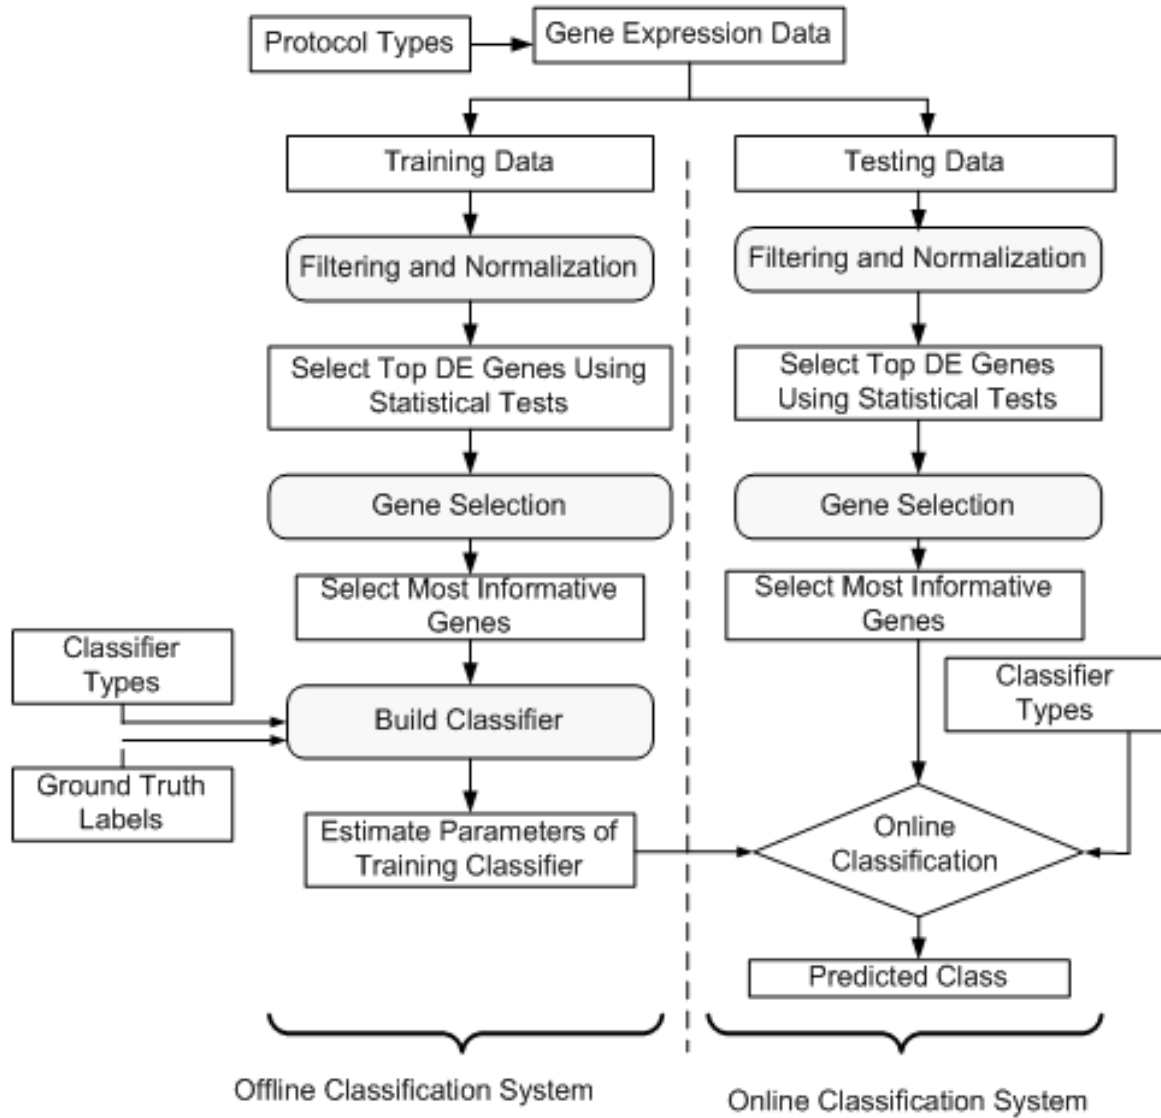 Protocol Types
Gene Expression Data
Training Data
Testing Data
Filtering and Normalization
Filtering and Normalization
Select Top DE Genes Using
Statistical Tests
Select Top DE Genes
Using Statistical Tests
Gene Selection
Gene Selection
Select Most Informative
Genes
Select Most Informative
Genes
Classifier
Types
Classifier
Types
Build Classifier
Ground Truth
Labels
Estimate Parameters of
Training Classifier
Online
Classification
Predicted Class
Offline Classification System
Online Classification System